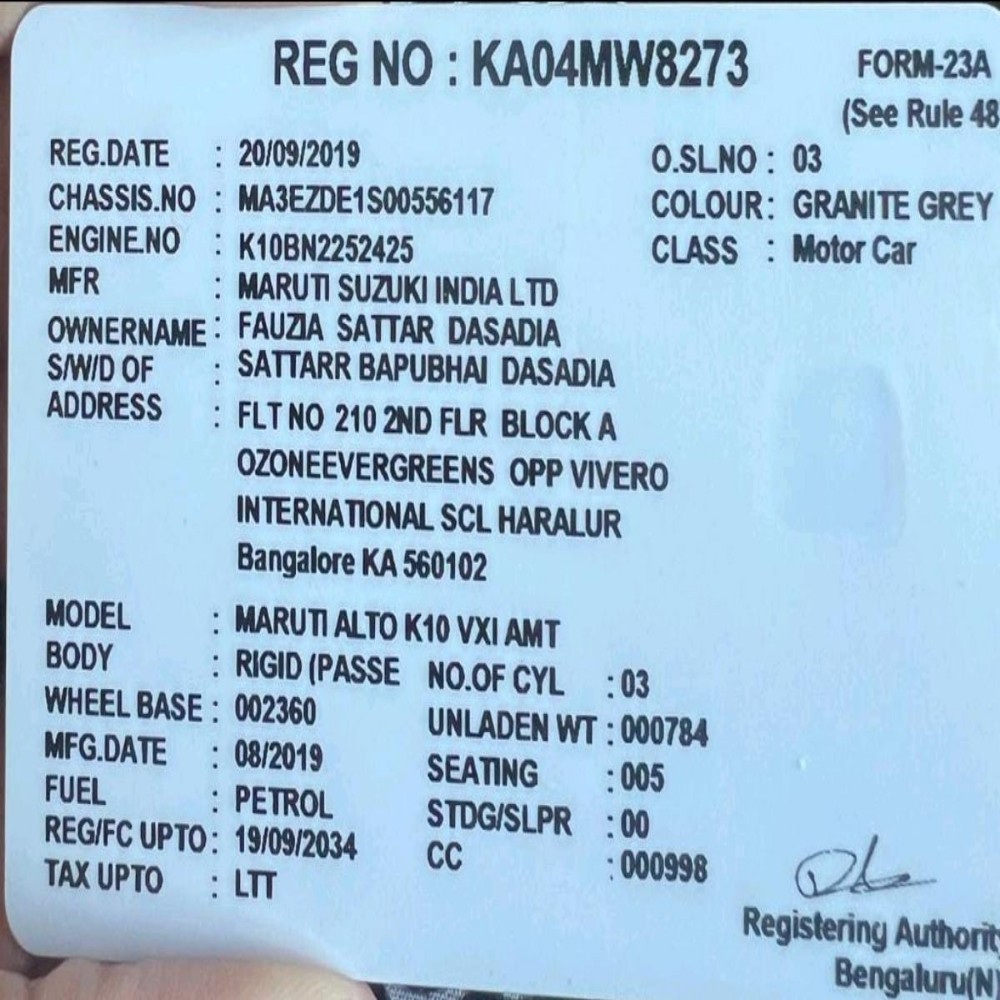 REG NO : KA04MW8273
FORM-23A
(See Rule 48
REG.DATE : 20/09/2019 O.SL.NO : 03
CHASSIS.NO : MA3EZDE1S00556117 COLOUR : GRANITE GREY
ENGINE.NO : K10BN2252425 CLASS : Motor Car
MFR : MARUTI SUZUKI INDIA LTD
OWNERNAME : FAUZIA SATTAR DASADIA
S/W/D OF : SATTARR BAPUBHAI DASADIA
ADDRESS : FLT NO 210 2ND FLR BLOCK A
OZONEEVERGREENS OPP VIVERO
INTERNATIONAL SCL HARALUR
Bangalore KA 560102
MODEL : MARUTI ALTO K10 VXI AMT
BODY : RIGID (PASSE NO.OF CYL : 03
WHEEL BASE : 002360 UNLADEN WT : 000784
MFG.DATE : 08/2019 SEATING : 005
FUEL : PETROL STDG/SLPR : 00
REG/FC UPTO : 19/09/2034 CC : 000998
TAX UPTO : LTT
Registering Authorit
Bengaluru(N)